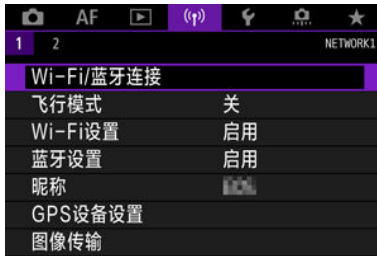 AF
1 2 NETWORK1
Wi-Fi/蓝牙连接
飞行模式 关
Wi-Fi设置 启用
蓝牙设置 启用
昵称
GPS设备设置
图像传输